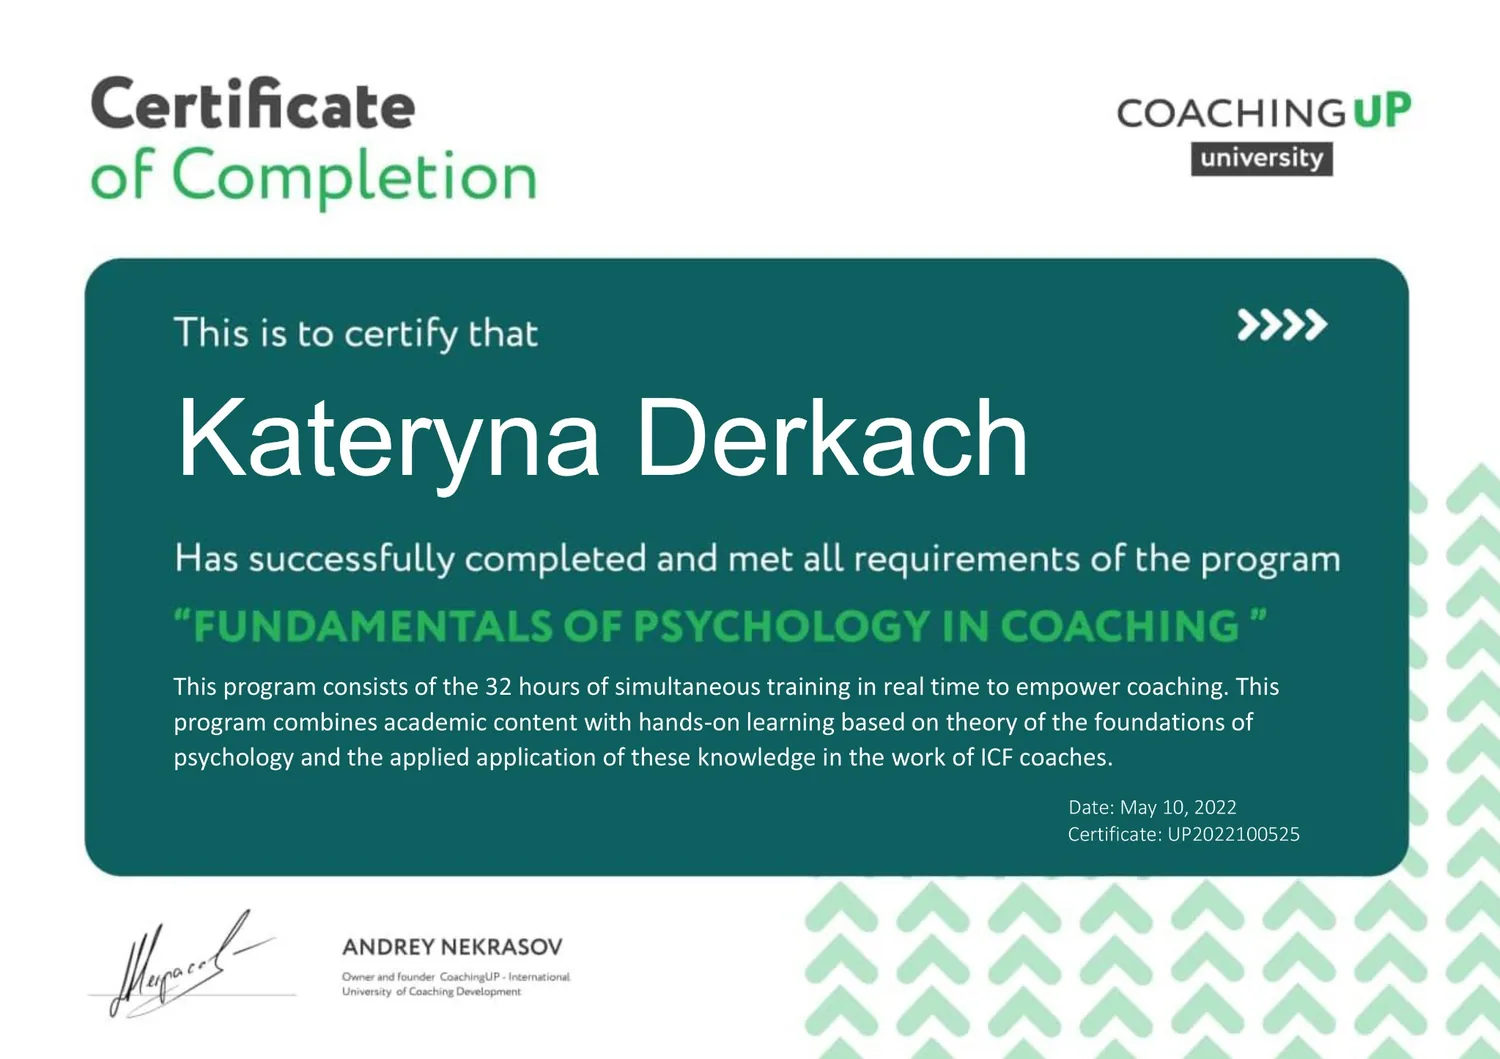 Certificate
of Completion
COACHING UP
university
This is to certify that
Kateryna Derkach
Has successfully completed and met all requirements of the program
“FUNDAMENTALS OF PSYCHOLOGY IN COACHING ”
This program consists of the 32 hours of simultaneous training in real time to empower coaching. This
program combines academic content with hands-on learning based on theory of the foundations of
psychology and the applied application of these knowledge in the work of ICF coaches.
Date: May 10, 2022
Certificate: UP2022100525
ANDREY NEKRASOV
Owner and founder CoachingUP - International
University of Coaching Development